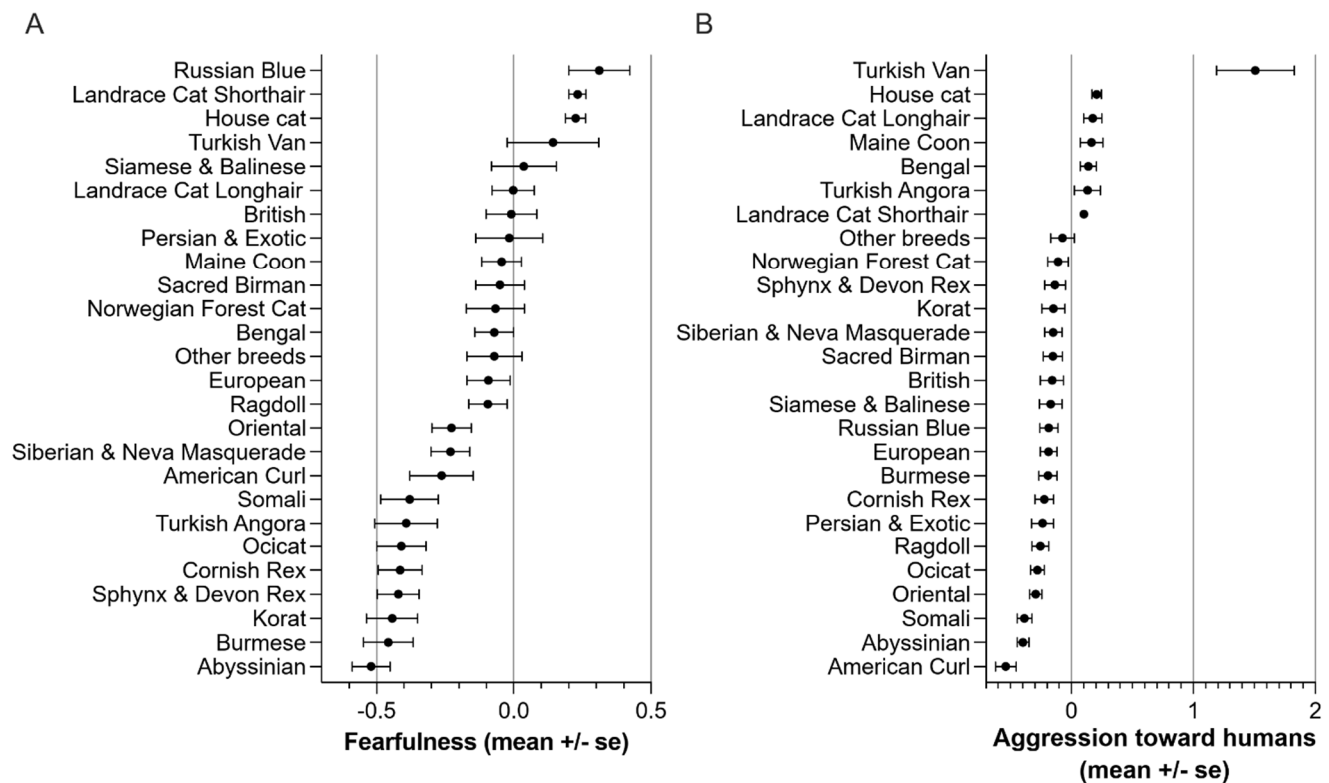 A
Russian Blue
Landrace Cat Shorthair
House cat
Turkish Van
Siamese & Balinese
Landrace Cat Longhair
British
Persian & Exotic
Maine Coon
Sacred Birman
Norwegian Forest Cat
Bengal
Other breeds
European
Ragdoll
Oriental
Siberian & Neva Masquerade
American Curl
Somali
Turkish Angora
Ocicat
Cornish Rex
Sphynx & Devon Rex
Korat
Burmese
Abyssinian
-0.5 0.0 0.5
Fearfulness (mean +/- se)
B
Turkish Van
House cat
Landrace Cat Longhair
Maine Coon
Bengal
Turkish Angora
Landrace Cat Shorthair
Other breeds
Norwegian Forest Cat
Sphynx & Devon Rex
Korat
Siberian & Neva Masquerade
Sacred Birman
British
Siamese & Balinese
Russian Blue
European
Burmese
Cornish Rex
Persian & Exotic
Ragdoll
Ocicat
Oriental
Somali
Abyssinian
American Curl
0 1 2
Aggression toward humans
(mean +/- se)